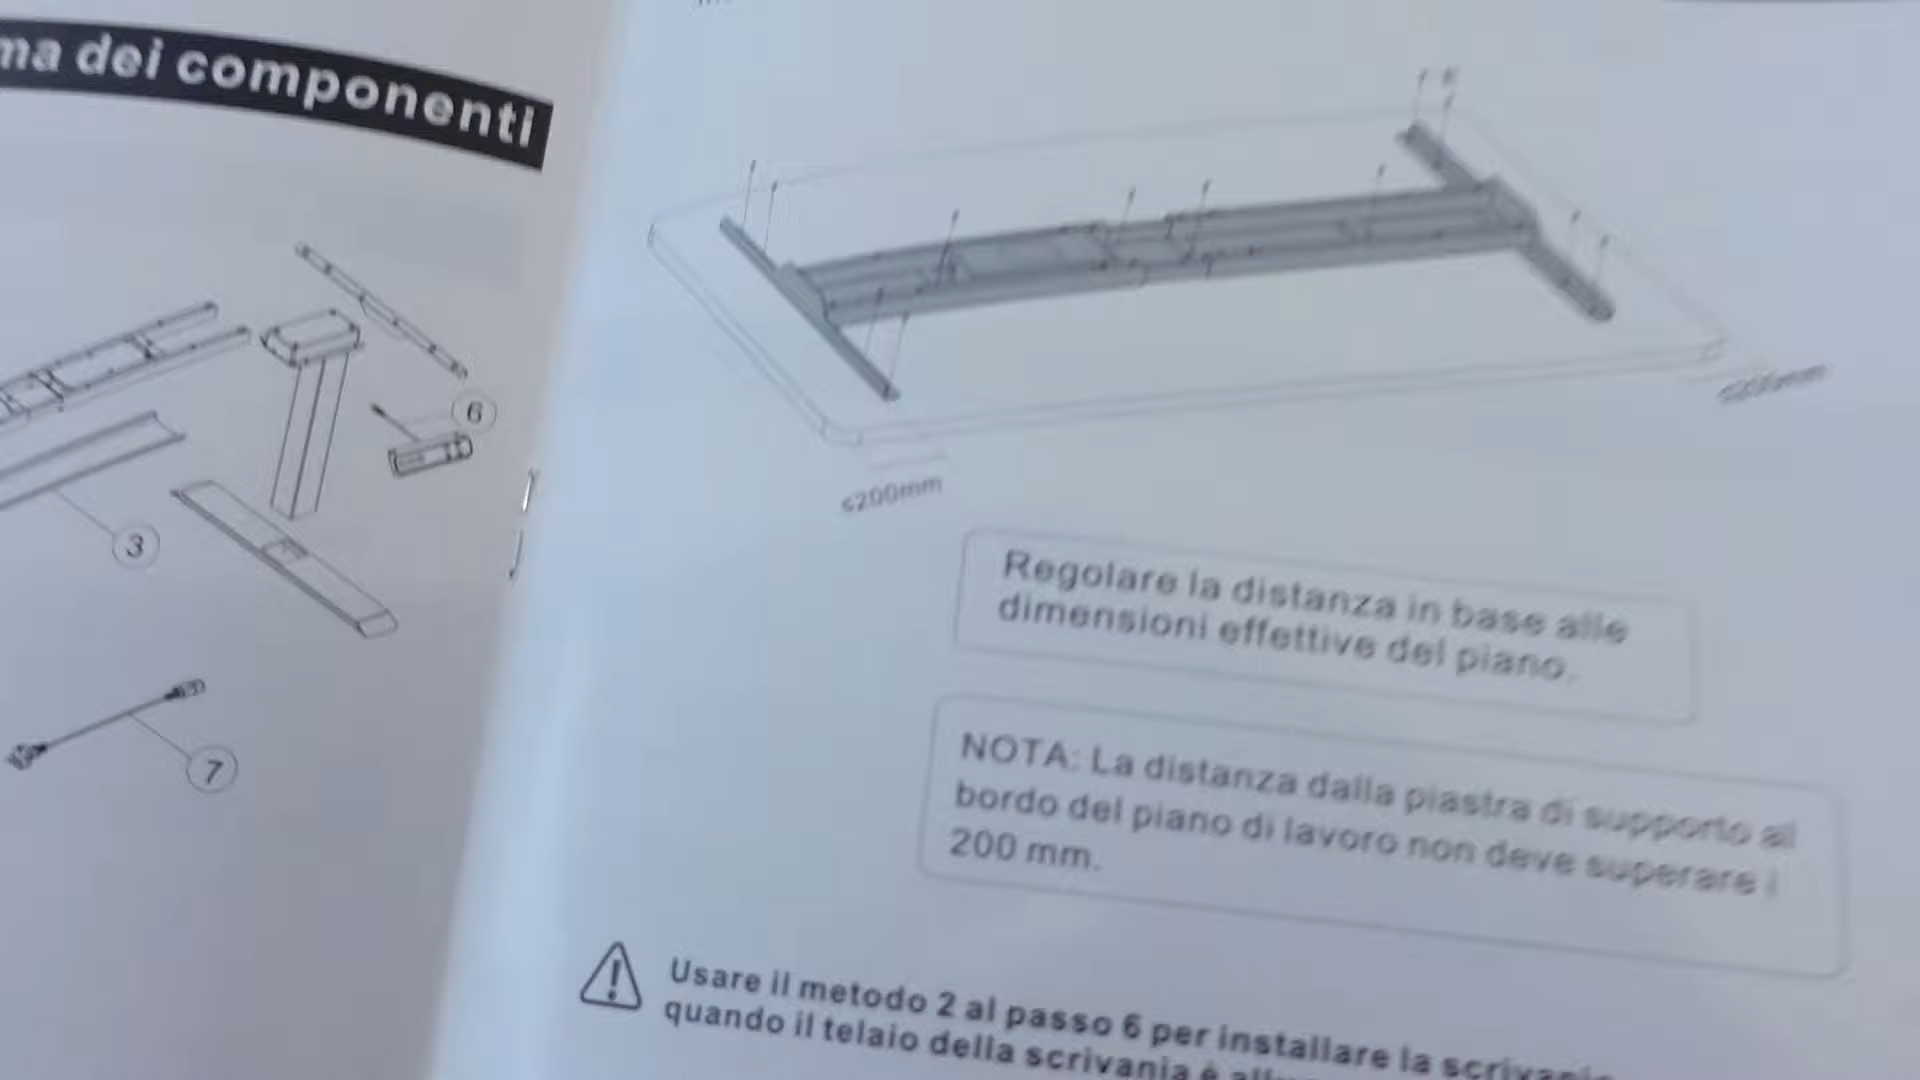 ma dei componenti
6
3
7
≤200mm
Regolare la distanza in base alle
dimensioni effettive del piano.
NOTA: La distanza dalla piastra di supporto al
bordo del piano di lavoro non deve superare i
200 mm.
Usare il metodo 2 al passo 6 per installare la
quando il telaio della scrivania è